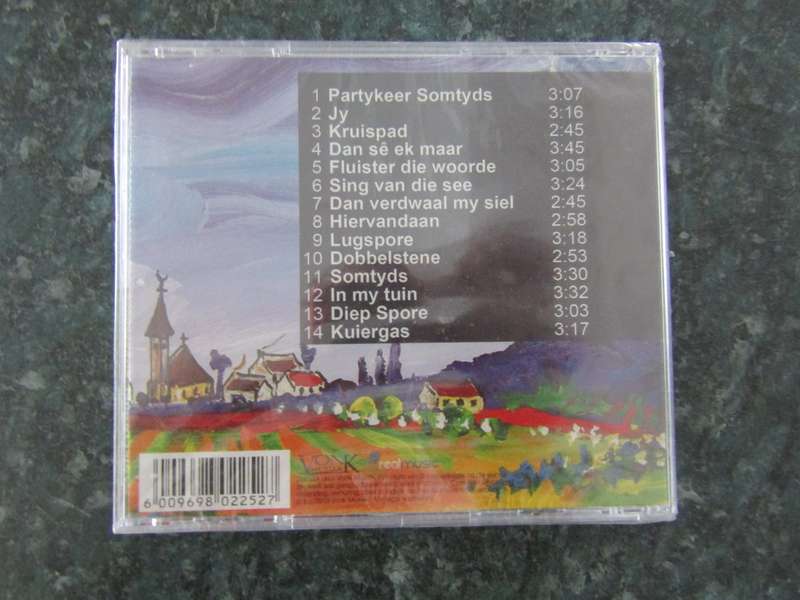 1 Partykeer Somtyds 3:07
2 Jy 3:16
3 Kruispad 2:45
4 Dan sê ek maar 3:45
5 Fluister die woorde 3:05
6 Sing van die see 3:24
7 Dan verdwaal my siel 2:45
8 Hiervandaan 2:58
9 Lugspore 3:18
10 Dobbelstene 2:53
11 Somtyds 3:30
12 In my tuin 3:32
13 Diep Spore 3:03
14 Kuiergas 3:17
VONK
realmusic
6 009698 022527